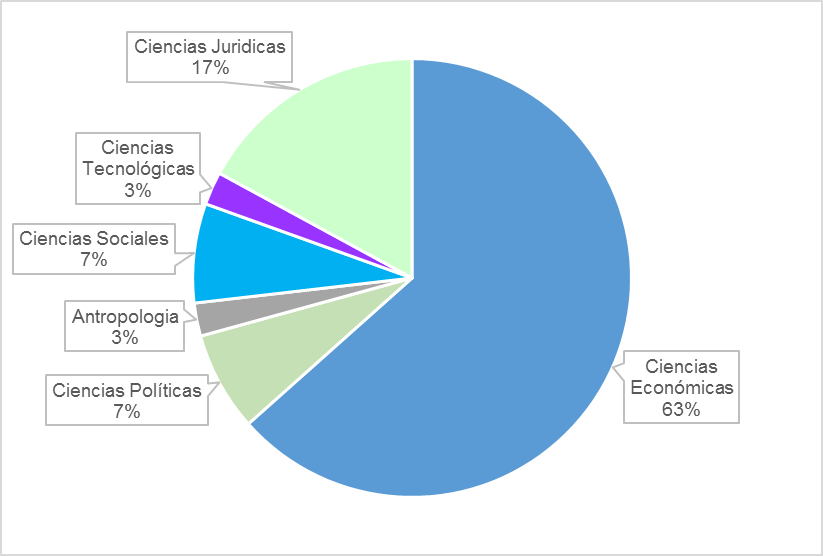 Ciencias Juridicas
17%
Ciencias
Tecnológicas
3%
Ciencias Sociales
7%
Antropologia
3%
Ciencias Políticas
7%
Ciencias
Económicas
63%